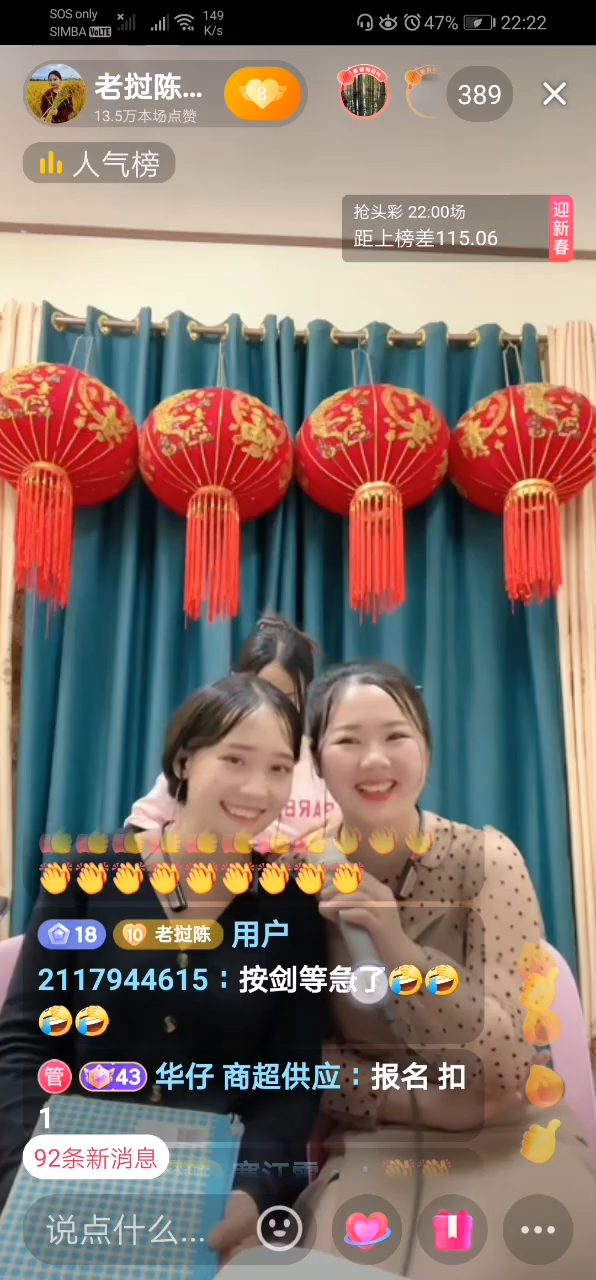 SOS only
SIMBA VoLTE
149
K/s
47%
22:22
老挝陈...
13.5万本场点赞
8
389
人气榜
抢头彩 22:00场
距上榜差115.06
迎新春
BARB
18
10 老挝陈
用户
2117944615：按剑等急了🤣🤣
🤣🤣
管 43 华仔 商超供应：报名 扣
1
92条新消息
说点什么...